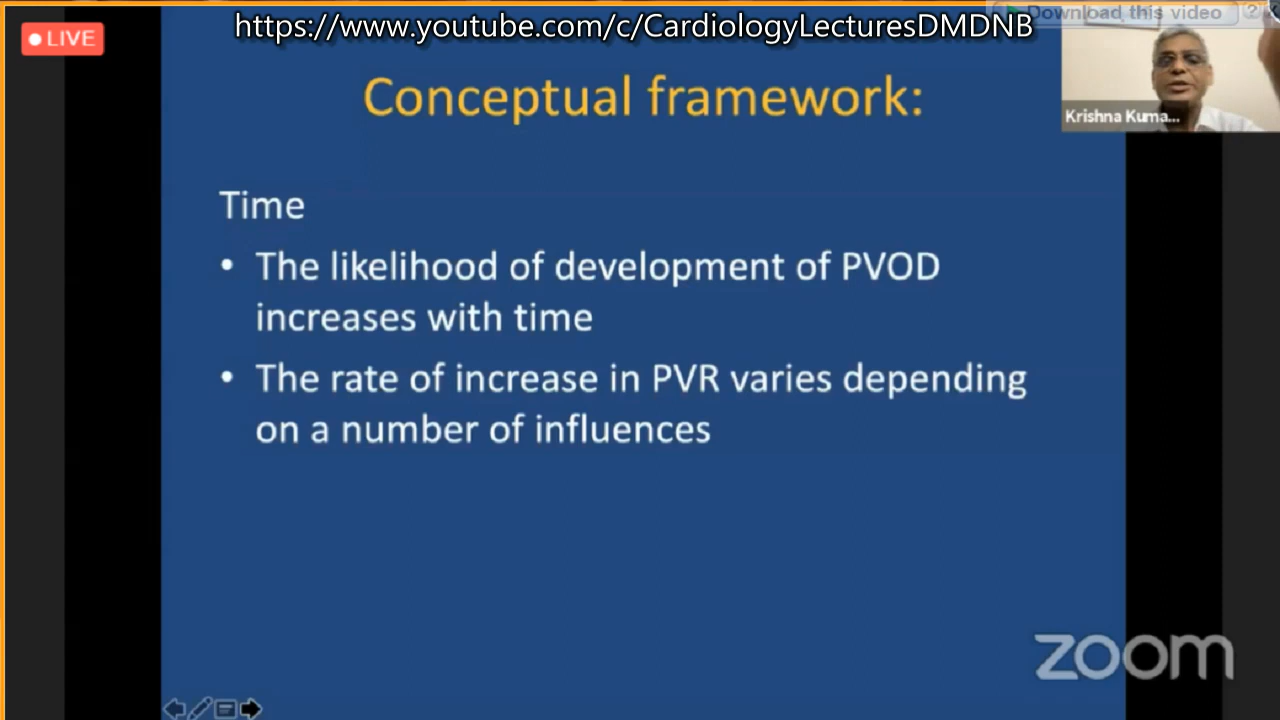 https://www.youtube.com/c/CardiologyLecturesDMDNB
Download this video
LIVE
Krishna Kuma...
Conceptual framework:
Time
• The likelihood of development of PVOD
increases with time
• The rate of increase in PVR varies depending
on a number of influences
zoom